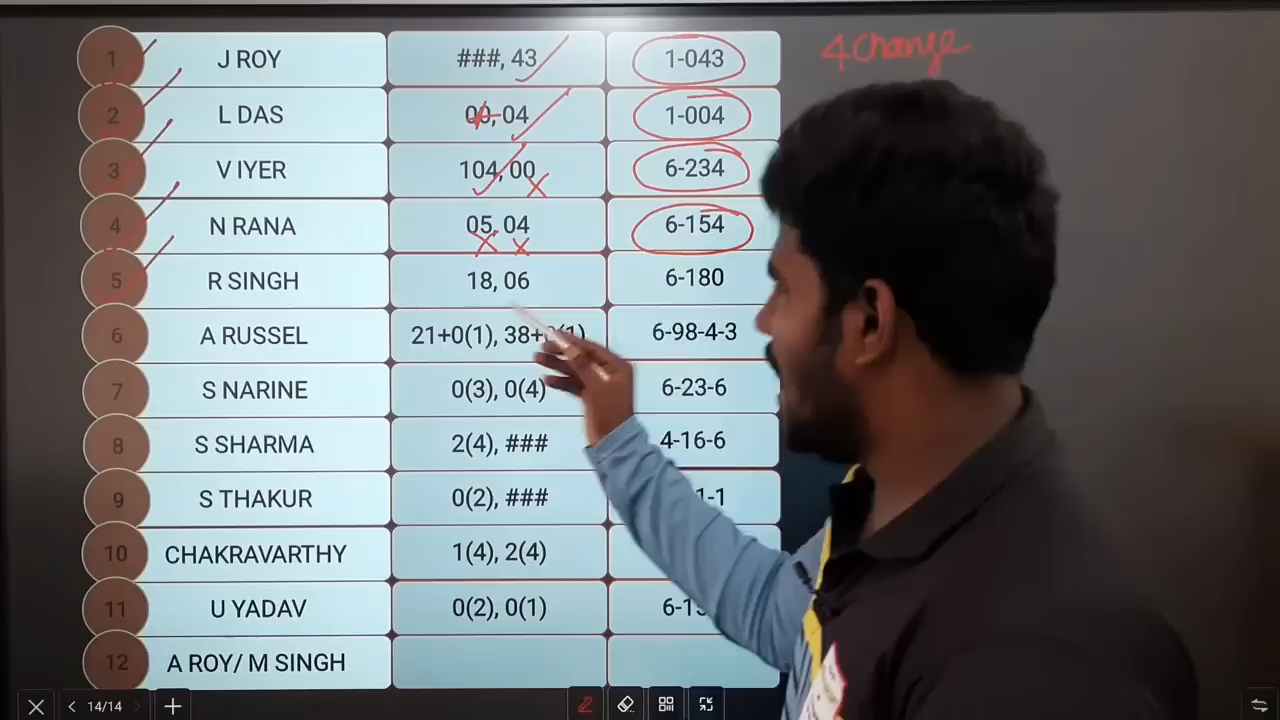 4 change
1 J ROY ###, 43 1-043
2 L DAS 00, 04 1-004
3 V IYER 104, 00 6-234
4 N RANA 05, 04 6-154
5 R SINGH 18, 06 6-180
6 A RUSSEL 21+0(1), 38+0(1) 6-98-4-3
7 S NARINE 0(3), 0(4) 6-23-6
8 S SHARMA 2(4), ### 4-16-6
9 S THAKUR 0(2), ### 1-1
10 CHAKRAVARTHY 1(4), 2(4)
11 U YADAV 0(2), 0(1)
12 A ROY/ M SINGH
14/14